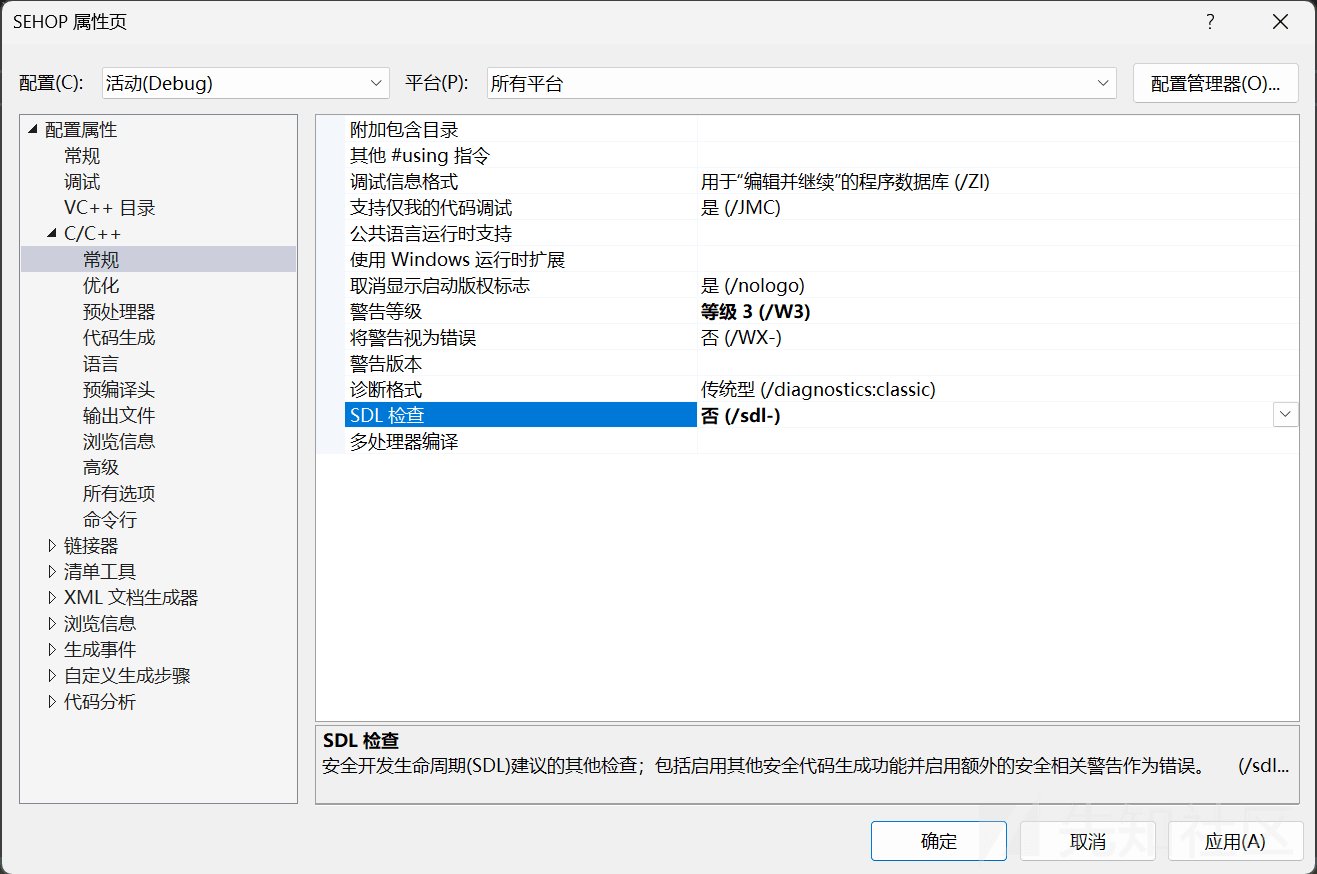 SEHOP 属性页
配置(C): 活动(Debug) 平台(P): 所有平台 配置管理器(O)...
配置属性
常规
调试
VC++ 目录
C/C++
常规
优化
预处理器
代码生成
语言
预编译头
输出文件
浏览信息
高级
所有选项
命令行
链接器
清单工具
XML 文档生成器
浏览信息
生成事件
自定义生成步骤
代码分析
附加包含目录
其他 #using 指令
调试信息格式 用于“编辑并继续”的程序数据库 (/ZI)
支持仅我的代码调试 是 (/JMC)
公共语言运行时支持
使用 Windows 运行时扩展
取消显示启动版权标志 是 (/nologo)
警告等级 等级 3 (/W3)
将警告视为错误 否 (/WX-)
警告版本
诊断格式 传统型 (/diagnostics:classic)
SDL 检查 否 (/sdl-)
多处理器编译
SDL 检查
安全开发生命周期(SDL)建议的其他检查；包括启用其他安全代码生成功能并启用额外的安全相关警告作为错误。 (/sdl...
确定 取消 应用(A)
先知社区